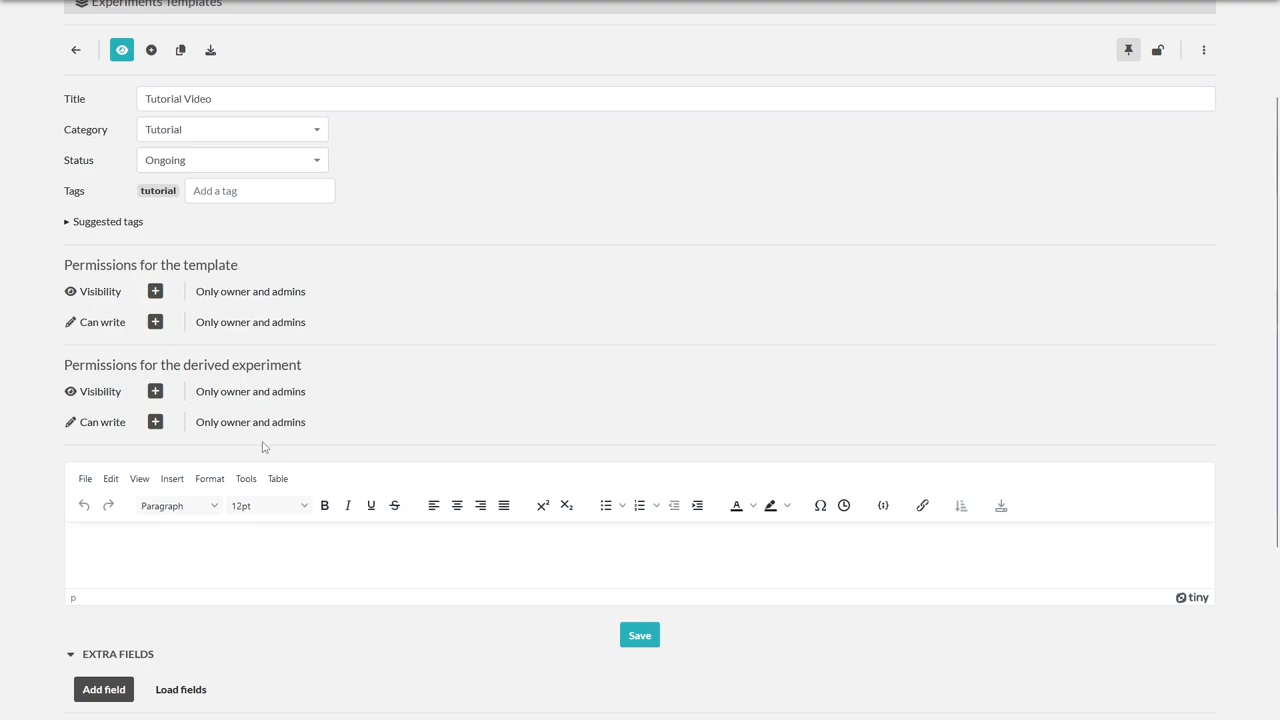 Experiments Templates
Title Tutorial Video
Category Tutorial
Status Ongoing
Tags tutorial Add a tag
Suggested tags
Permissions for the template
Visibility Only owner and admins
Can write Only owner and admins
Permissions for the derived experiment
Visibility Only owner and admins
Can write Only owner and admins
File Edit View Insert Format Tools Table
Paragraph 12pt B I U S X² X₂ A Ω
p tiny
Save
EXTRA FIELDS
Add field Load fields